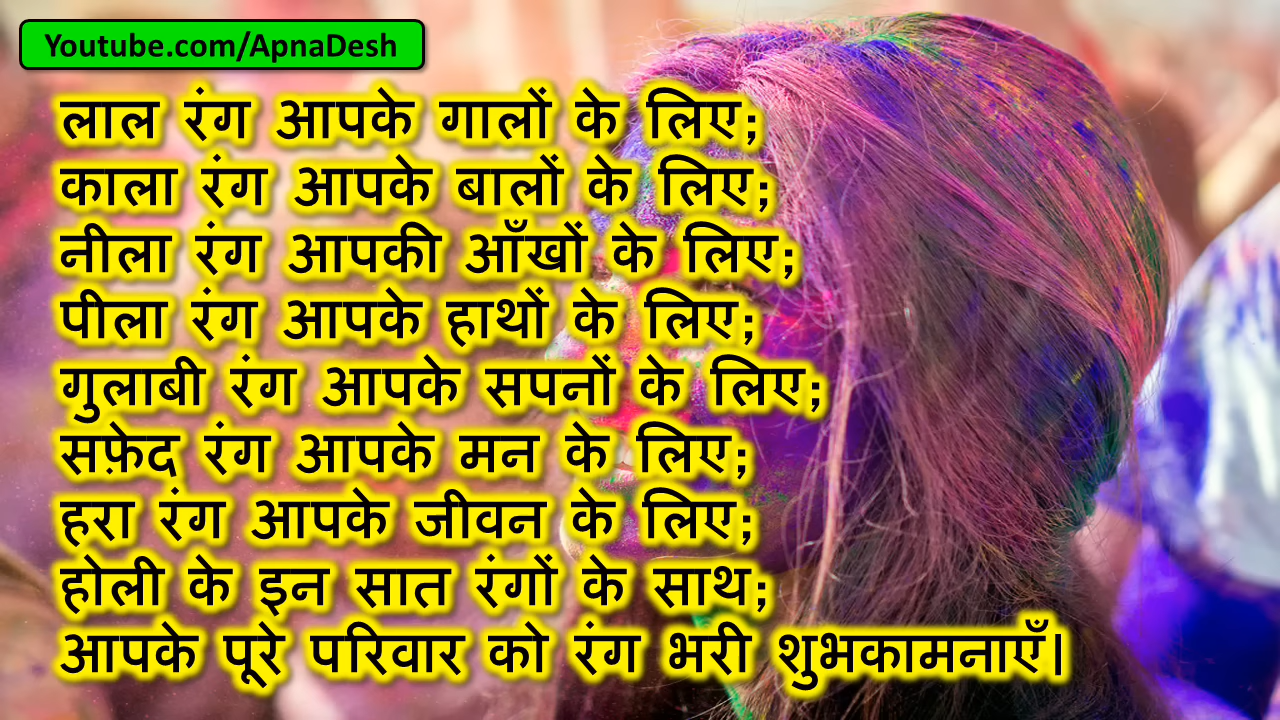 Youtube.com/ApnaDesh
लाल रंग आपके गालों के लिए;
काला रंग आपके बालों के लिए;
नीला रंग आपकी आँखों के लिए;
पीला रंग आपके हाथों के लिए;
गुलाबी रंग आपके सपनों के लिए;
सफ़ेद रंग आपके मन के लिए;
हरा रंग आपके जीवन के लिए;
होली के इन सात रंगों के साथ;
आपके पूरे परिवार को रंग भरी शुभकामनाएँ।